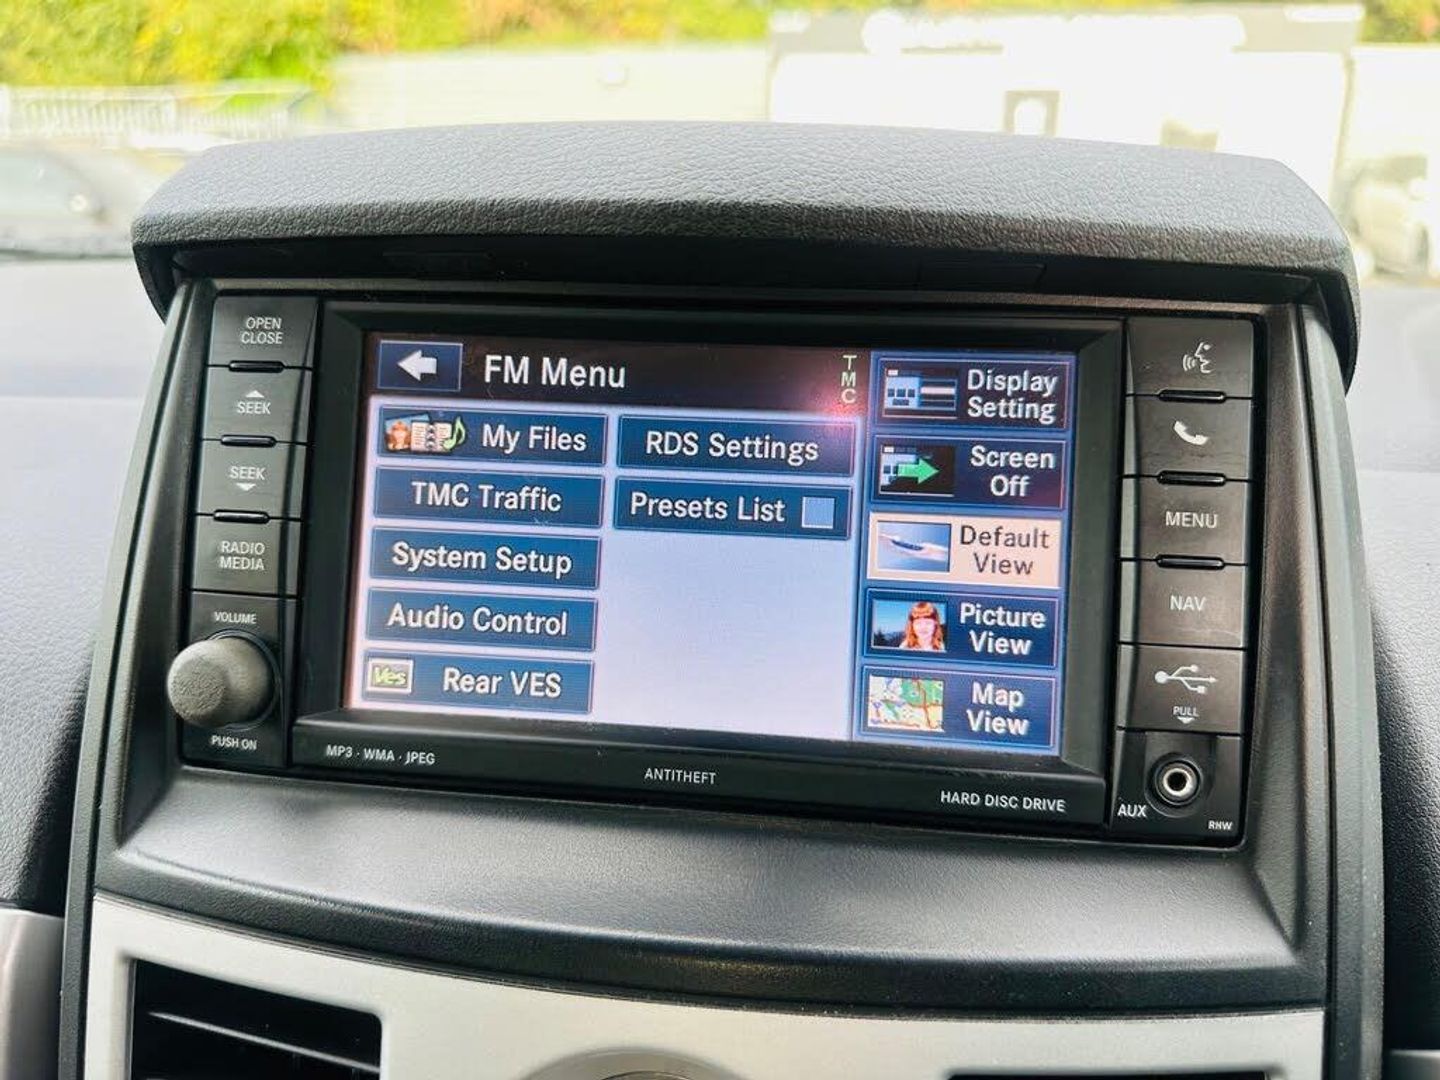 OPEN
CLOSE
SEEK
SEEK
RADIO
MEDIA
VOLUME
PUSH ON
FM Menu
TMC
My Files
RDS Settings
TMC Traffic
Presets List
System Setup
Audio Control
Ves
Rear VES
Display
Setting
Screen
Off
Default
View
Picture
View
Map
View
MENU
NAV
PULL
AUX
RHW
MP3 · WMA · JPEG
ANTITHEFT
HARD DISC DRIVE